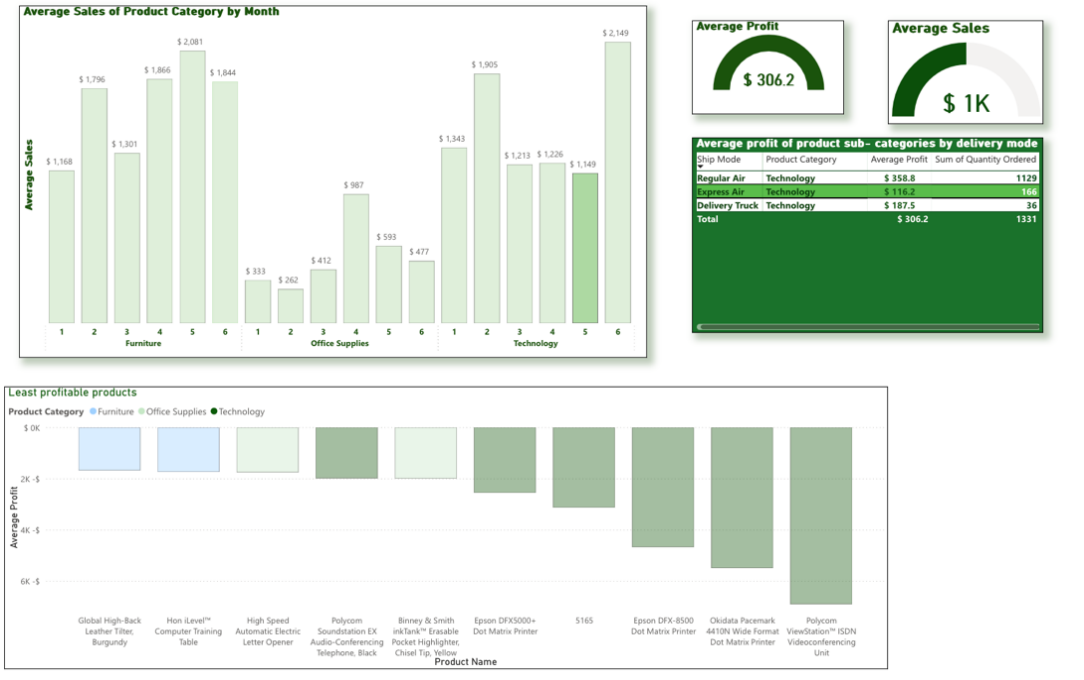 Average Sales of Product Category by Month
Average Sales
$ 1,168
$ 1,796
$ 1,301
$ 1,866
$ 2,081
$ 1,844
$ 333
$ 262
$ 412
$ 987
$ 593
$ 477
$ 1,343
$ 1,905
$ 1,213
$ 1,226
$ 1,149
$ 2,149
1 2 3 4 5 6 1 2 3 4 5 6 1 2 3 4 5 6
Furniture Office Supplies Technology
Average Profit
$ 306.2
Average Sales
$ 1K
Average profit of product sub- categories by delivery mode
Ship Mode Product Category Average Profit Sum of Quantity Ordered
Regular Air Technology $ 358.8 1129
Express Air Technology $ 116.2 166
Delivery Truck Technology $ 187.5 36
Total $ 306.2 1331
Least profitable products
Product Category Furniture Office Supplies Technology
Average Profit
$ 0K
2K -$
4K -$
6K -$
Global High-Back
Leather Tilter,
Burgundy
Hon iLevel™
Computer Training
Table
High Speed
Automatic Electric
Letter Opener
Polycom
Soundstation EX
Audio-Conferencing
Telephone, Black
Binney & Smith
inkTank™ Erasable
Pocket Highlighter,
Chisel Tip, Yellow
Epson DFX5000+
Dot Matrix Printer
5165
Epson DFX-8500
Dot Matrix Printer
Okidata Pacemark
4410N Wide Format
Dot Matrix Printer
Polycom
ViewStation™ ISDN
Videoconferencing
Unit
Product Name